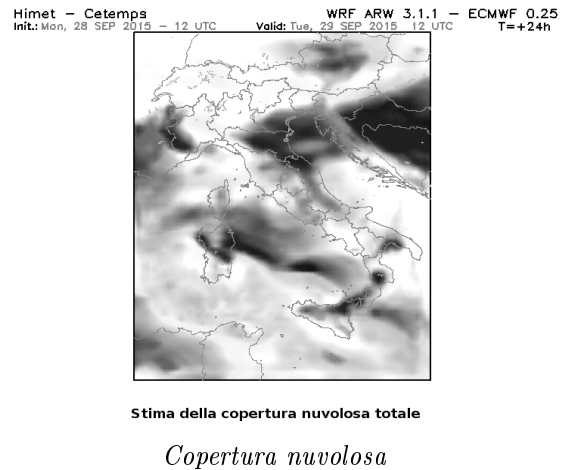 Himet – Cetemps WRF ARW 3.1.1 – ECMWF 0.25
Init.: Mon, 28 SEP 2015 – 12 UTC Valid: Tue, 29 SEP 2015 12 UTC T=+24h
Stima della copertura nuvolosa totale
Copertura nuvolosa